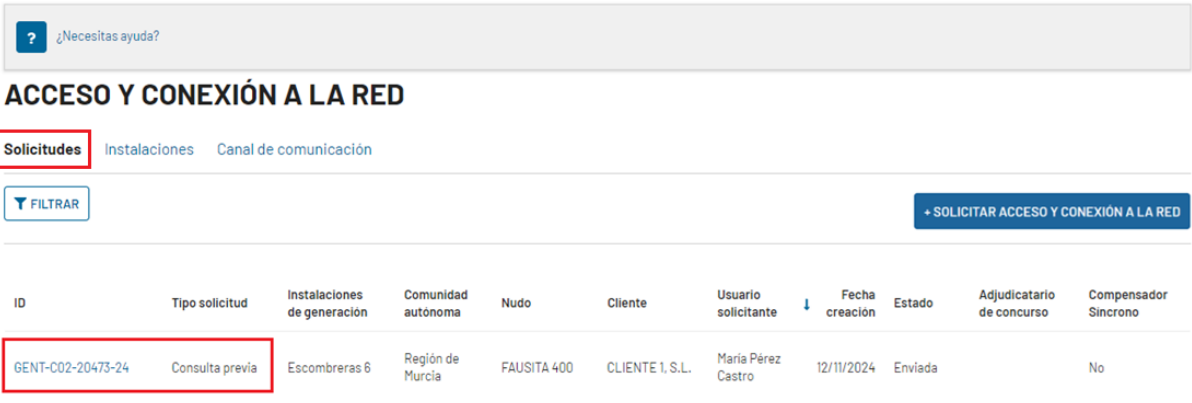 ? ¿Necesitas ayuda?
ACCESO Y CONEXIÓN A LA RED
Solicitudes Instalaciones Canal de comunicación
FILTRAR
+ SOLICITAR ACCESO Y CONEXIÓN A LA RED
ID Tipo solicitud Instalaciones de generación Comunidad autónoma Nudo Cliente Usuario solicitante ↓ Fecha creación Estado Adjudicatario de concurso Compensador Síncrono
GENT-C02-20473-24 Consulta previa Escombreras 6 Región de Murcia FAUSITA 400 CLIENTE 1, S.L. María Pérez Castro 12/11/2024 Enviada No